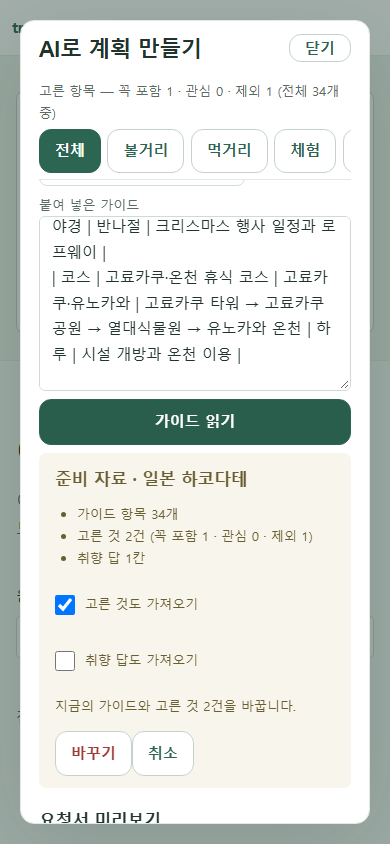 AI로 계획 만들기
닫기
고른 항목 — 꼭 포함 1 · 관심 0 · 제외 1 (전체 34개
중)
전체
볼거리
먹거리
체험
붙여 넣은 가이드
야경 | 반나절 | 크리스마스 행사 일정과 로
프웨이 |
| 코스 | 고료카쿠·온천 휴식 코스 | 고료카
쿠·유노카와 | 고료카쿠 타워 → 고료카쿠
공원 → 열대식물원 → 유노카와 온천 | 하
루 | 시설 개방과 온천 이용 |
가이드 읽기
준비 자료 · 일본 하코다테
가이드 항목 34개
고른 것 2건 (꼭 포함 1 · 관심 0 · 제외 1)
취향 답 1칸
고른 것도 가져오기
취향 답도 가져오기
지금의 가이드와 고른 것 2건을 바꿉니다.
바꾸기
취소
요청서 미리보기